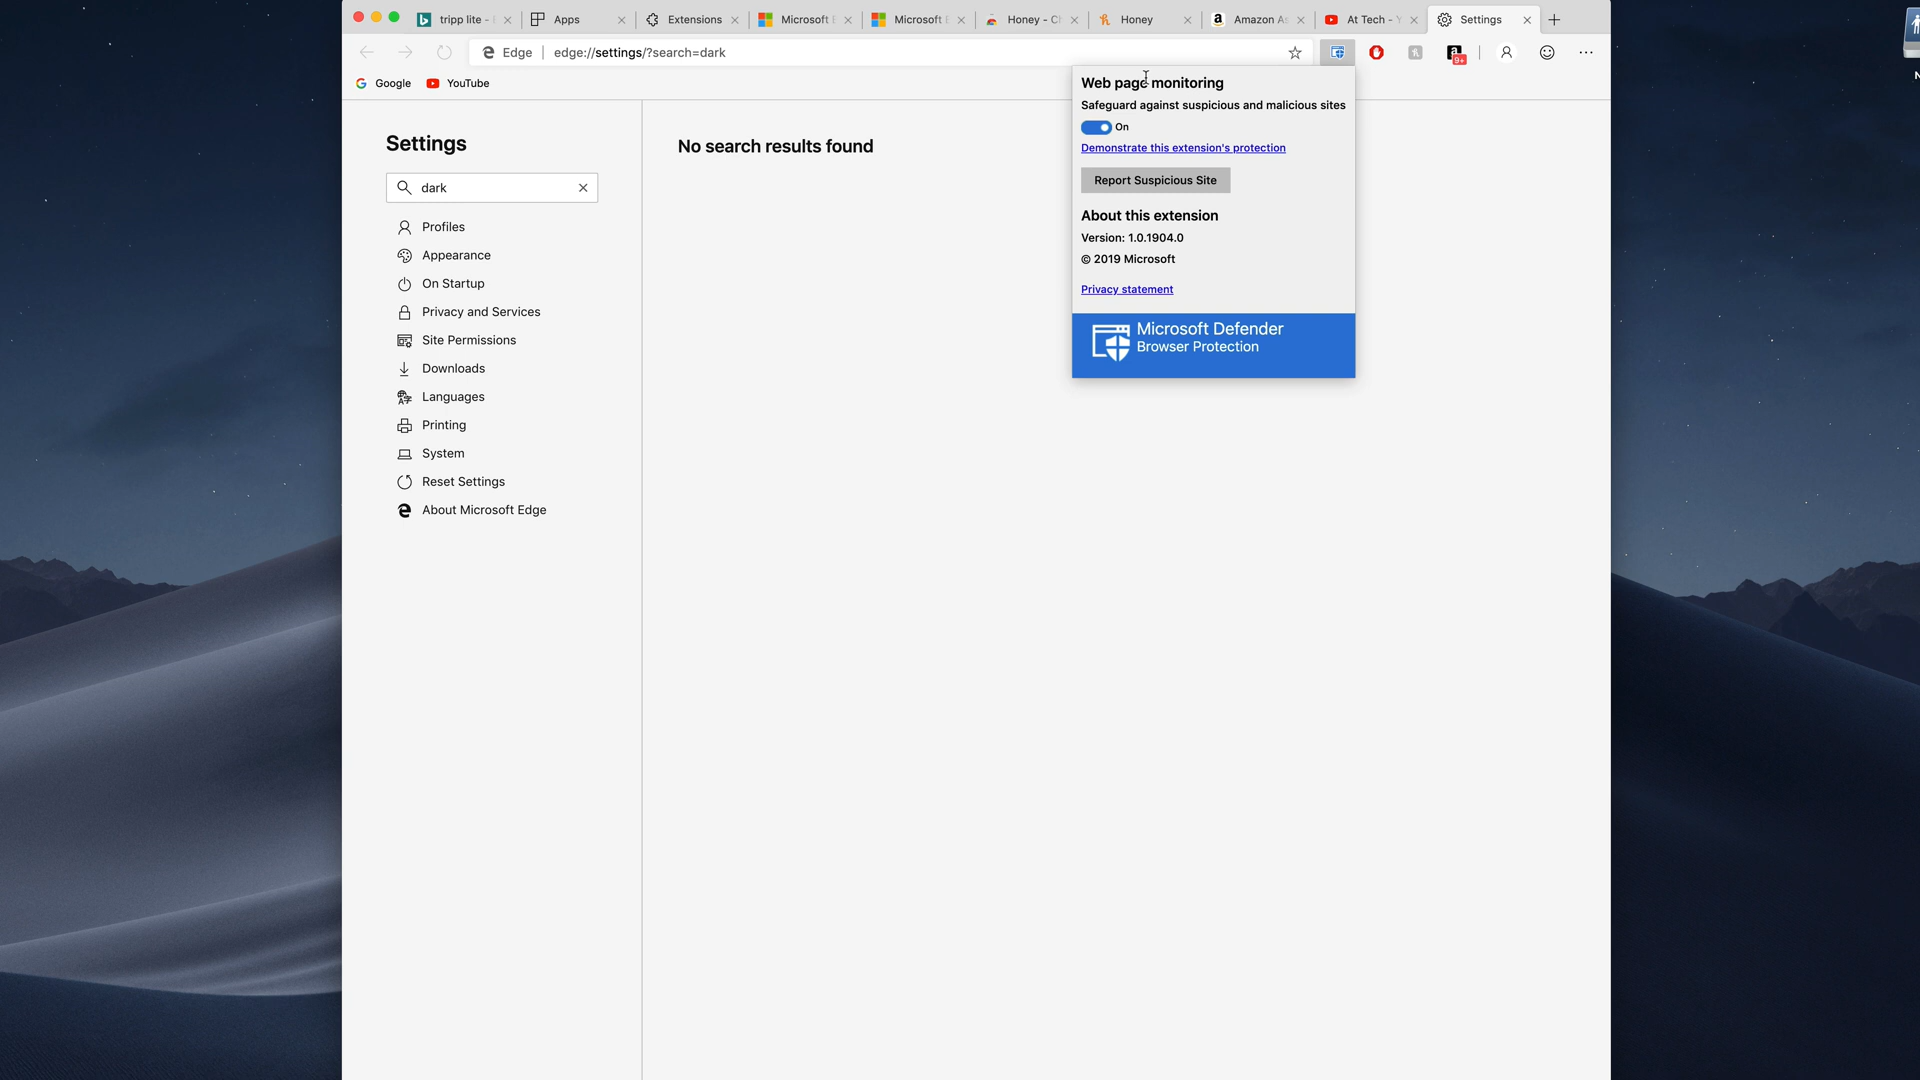 tripp lite -
Apps
Extensions
Microsoft
Microsoft
Honey - C
Honey
Amazon A
At Tech -
Settings
Edge
edge://settings/?search=dark
9+
Google
YouTube
Settings
dark
Profiles
Appearance
On Startup
Privacy and Services
Site Permissions
Downloads
Languages
Printing
System
Reset Settings
About Microsoft Edge
No search results found
Web page monitoring
Safeguard against suspicious and malicious sites
On
Demonstrate this extension's protection
Report Suspicious Site
About this extension
Version: 1.0.1904.0
© 2019 Microsoft
Privacy statement
Microsoft Defender
Browser Protection
N